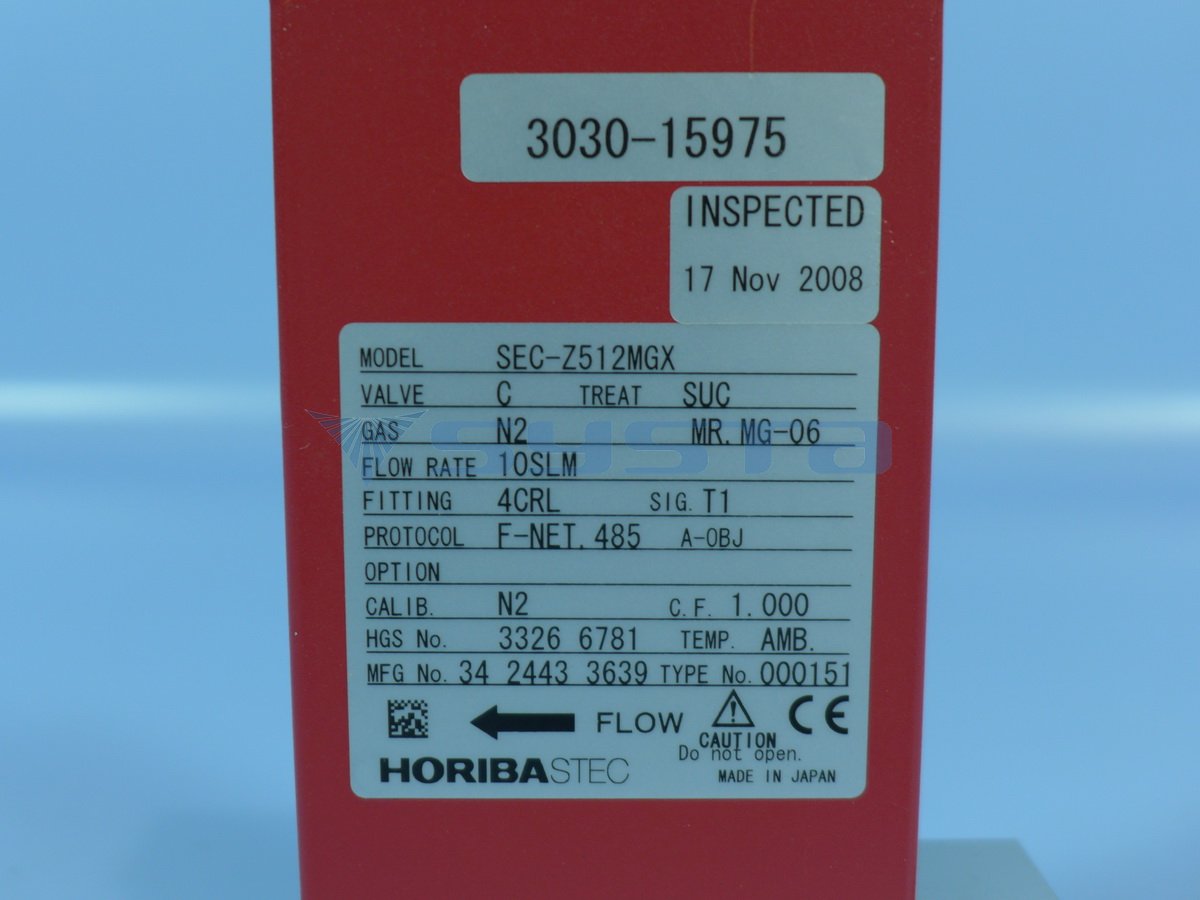 3030-15975
INSPECTED
17 Nov 2008
MODEL SEC-Z512MGX
VALVE C TREAT SUC
GAS N2 MR. MG-06
systa
FLOW RATE 10SLM
FITTING 4CRL SIG. T1
PROTOCOL F-NET. 485 A-OBJ
OPTION
CALIB. N2 C.F. 1.000
HGS No. 3326 6781 TEMP. AMB.
MFG No. 34 2443 3639 TYPE No. 000151
FLOW CE
CAUTION
Do not open.
HORIBASTEC
MADE IN JAPAN